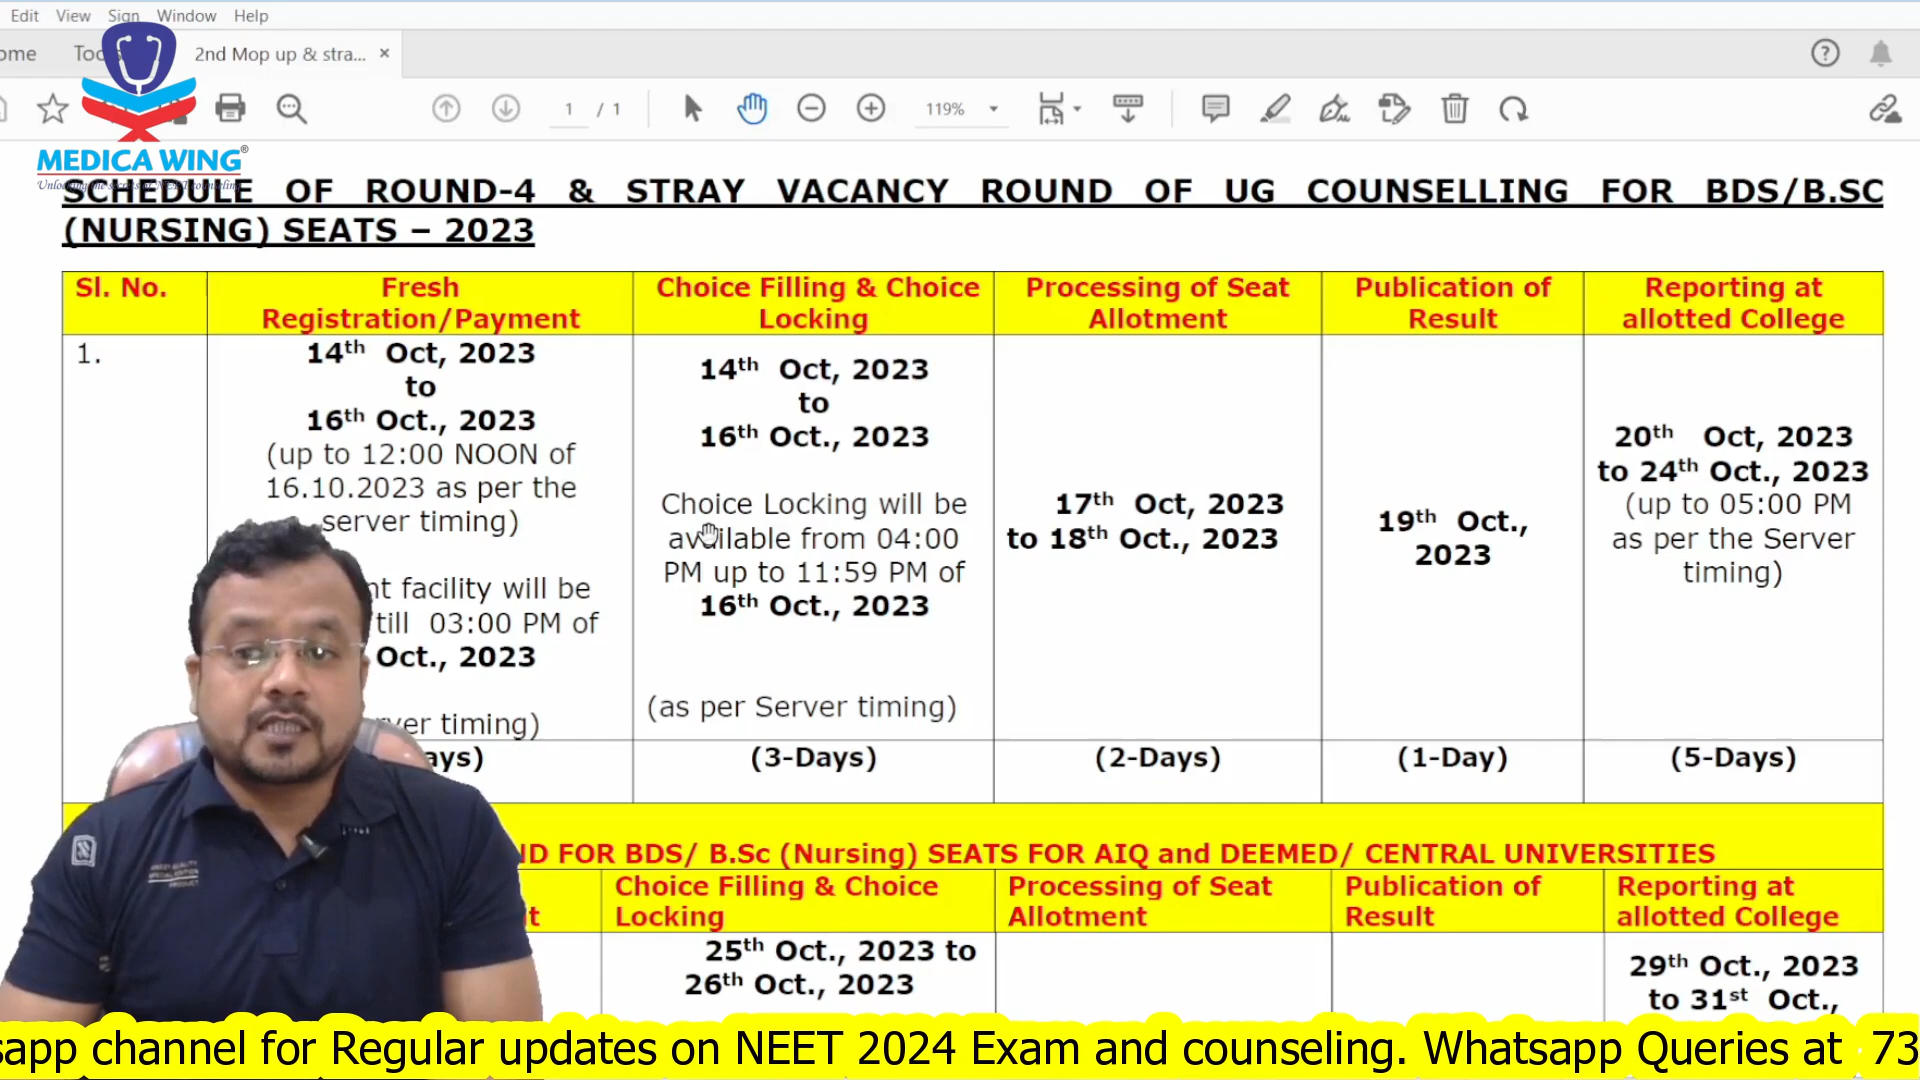 Edit View Sign Window Help
ome
2nd Mop up & stra... ×
1 / 1
119%
MEDICA WING®
SCHEDULE OF ROUND-4 & STRAY VACANCY ROUND OF UG COUNSELLING FOR BDS/B.SC
(NURSING) SEATS – 2023
Sl. No.
Fresh
Registration/Payment
Choice Filling & Choice
Locking
Processing of Seat
Allotment
Publication of
Result
Reporting at
allotted College
1.
14th Oct, 2023
to
16th Oct., 2023
(up to 12:00 NOON of
16.10.2023 as per the
server timing)
nt facility will be
till 03:00 PM of
Oct., 2023
ver timing)
14th Oct, 2023
to
16th Oct., 2023
Choice Locking will be
available from 04:00
PM up to 11:59 PM of
16th Oct., 2023
(as per Server timing)
17th Oct, 2023
to 18th Oct., 2023
19th Oct.,
2023
20th Oct, 2023
to 24th Oct., 2023
(up to 05:00 PM
as per the Server
timing)
ays)
(3-Days)
(2-Days)
(1-Day)
(5-Days)
ND FOR BDS/ B.Sc (Nursing) SEATS FOR AIQ and DEEMED/ CENTRAL UNIVERSITIES
t
Choice Filling & Choice
Locking
Processing of Seat
Allotment
Publication of
Result
Reporting at
allotted College
25th Oct., 2023 to
26th Oct., 2023
29th Oct., 2023
to 31st Oct.,
sapp channel for Regular updates on NEET 2024 Exam and counseling. Whatsapp Queries at 73